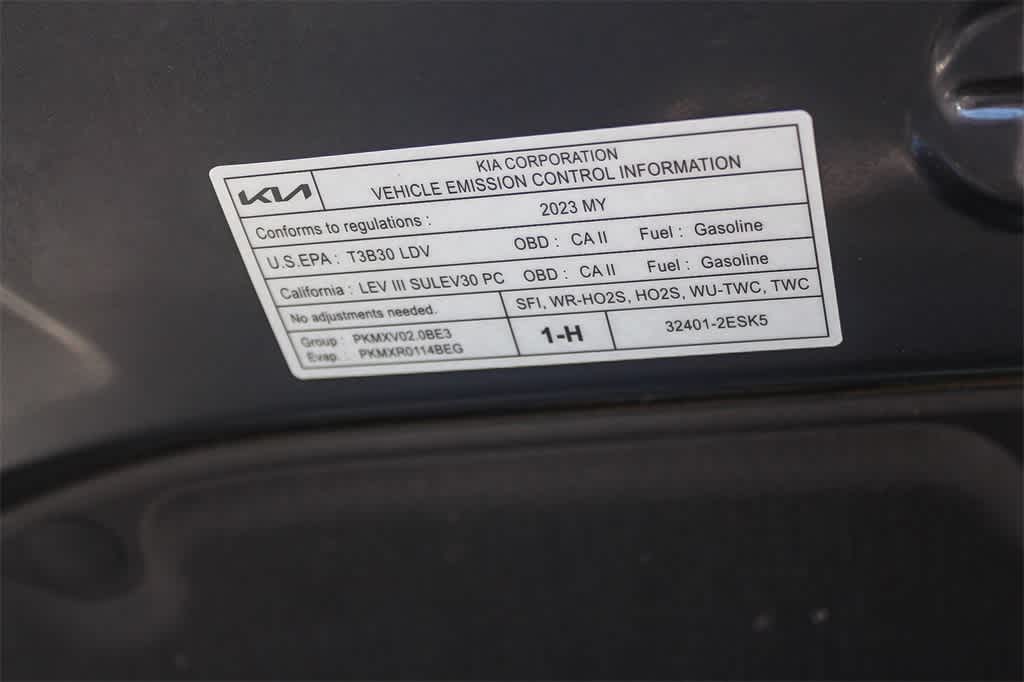 KIA
KIA CORPORATION
VEHICLE EMISSION CONTROL INFORMATION
Conforms to regulations : 2023 MY
U.S.EPA : T3B30 LDV OBD : CA II Fuel : Gasoline
California : LEV III SULEV30 PC OBD : CA II Fuel : Gasoline
No adjustments needed. SFI, WR-HO2S, HO2S, WU-TWC, TWC
Group : PKMXV02.0BE3
Evap. : PKMXR0114BEG
1-H
32401-2ESK5